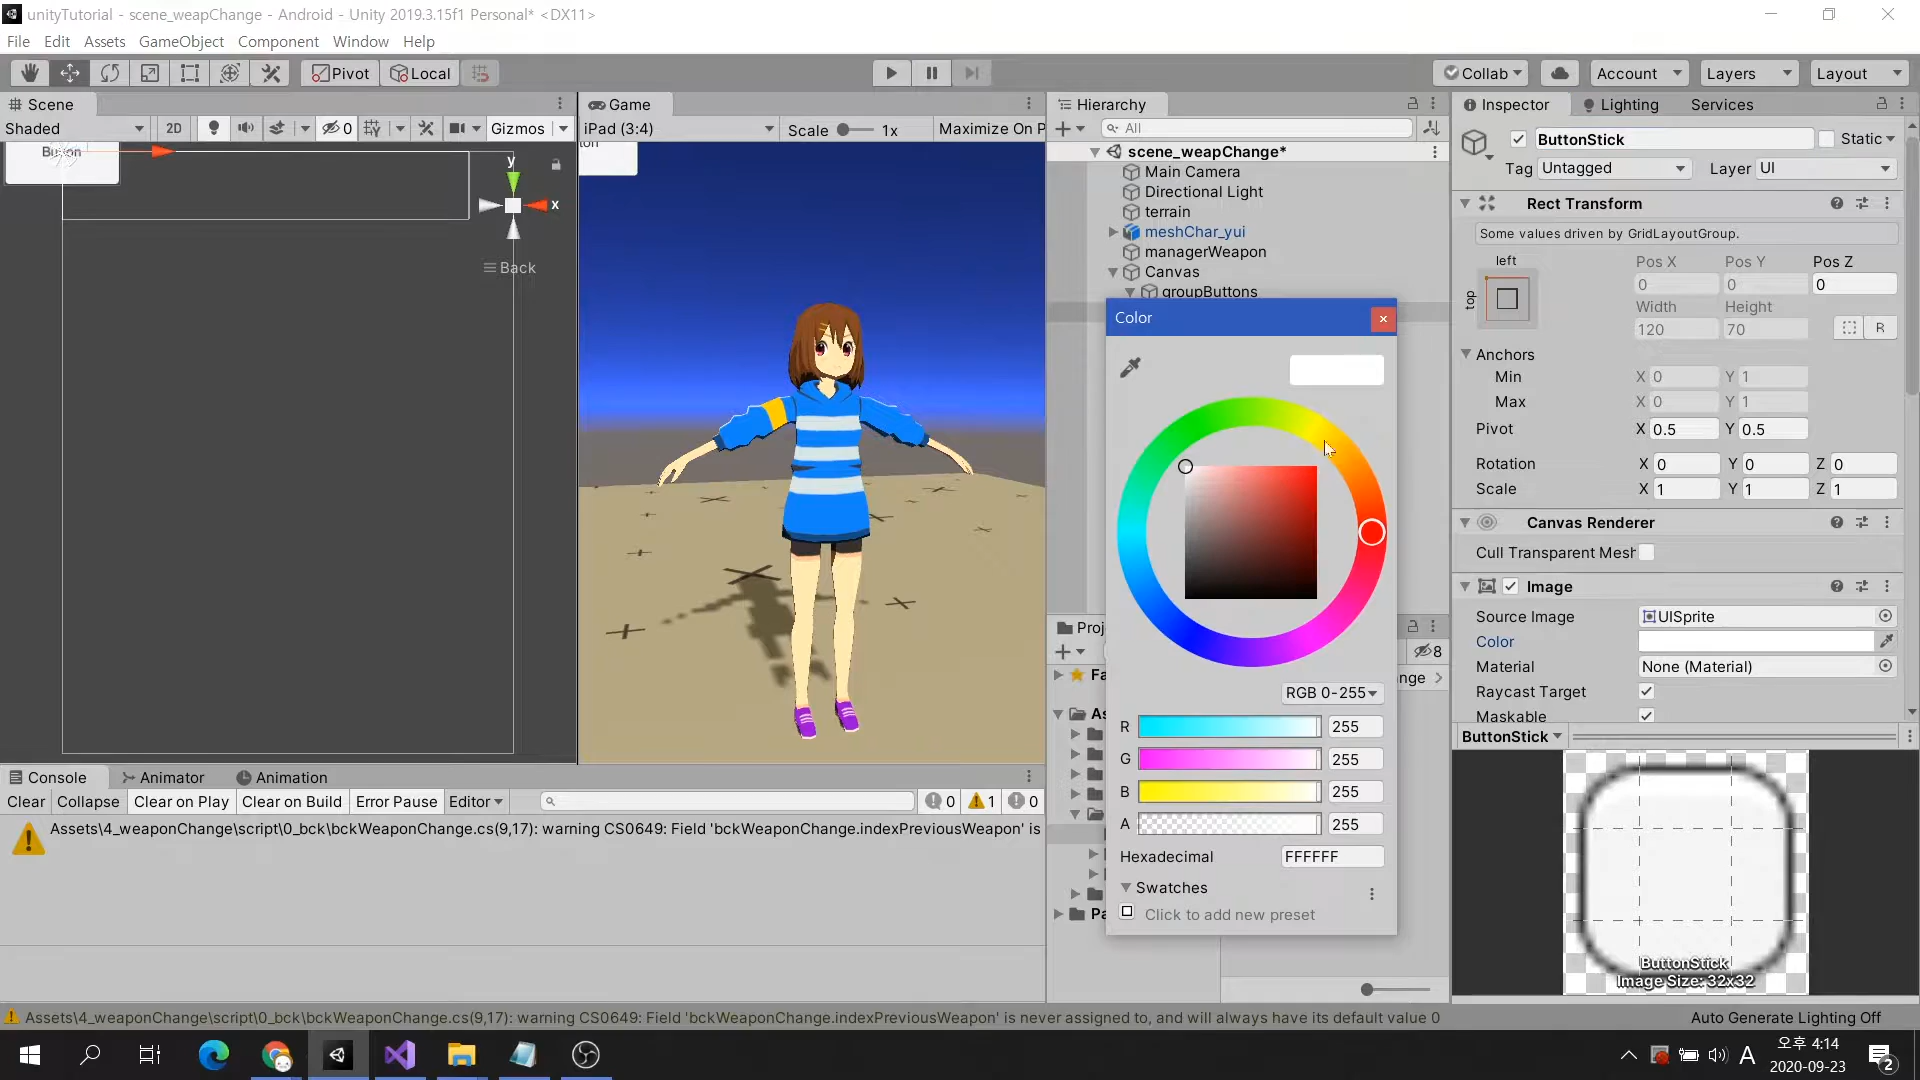 unityTutorial - scene_weapChange - Android - Unity 2019.3.15f1 Personal* <DX11>
File Edit Assets GameObject Component Window Help
Pivot Local Collab Account Layers Layout
Scene
Shaded 2D 0 Gizmos
Button
y
x
Back
Game
iPad (3:4) Scale 1x Maximize On P
Hierarchy
All
scene_weapChange*
Main Camera
Directional Light
terrain
meshChar_yui
managerWeapon
Canvas
groupButtons
Color
RGB 0-255
R 255
G 255
B 255
A 255
Hexadecimal FFFFFF
Swatches
Click to add new preset
Proj
8
Fa
nge
As
Pa
Inspector Lighting Services
ButtonStick Static
Tag Untagged Layer UI
Rect Transform
Some values driven by GridLayoutGroup.
left Pos X Pos Y Pos Z
top 0 0 0
Width Height
120 70 R
Anchors
Min X 0 Y 1
Max X 0 Y 1
Pivot X 0.5 Y 0.5
Rotation X 0 Y 0 Z 0
Scale X 1 Y 1 Z 1
Canvas Renderer
Cull Transparent Mesh
Image
Source Image UISprite
Color
Material None (Material)
Raycast Target
Maskable
ButtonStick
ButtonStick
Image Size: 32x32
Console Animator Animation
Clear Collapse Clear on Play Clear on Build Error Pause Editor 0 1 0
Assets\4_weaponChange\script\0_bck\bckWeaponChange.cs(9,17): warning CS0649: Field 'bckWeaponChange.indexPreviousWeapon' is
Assets\4_weaponChange\script\0_bck\bckWeaponChange.cs(9,17): warning CS0649: Field 'bckWeaponChange.indexPreviousWeapon' is never assigned to, and will always have its default value 0
Auto Generate Lighting Off
A
오후 4:14
2020-09-23
2